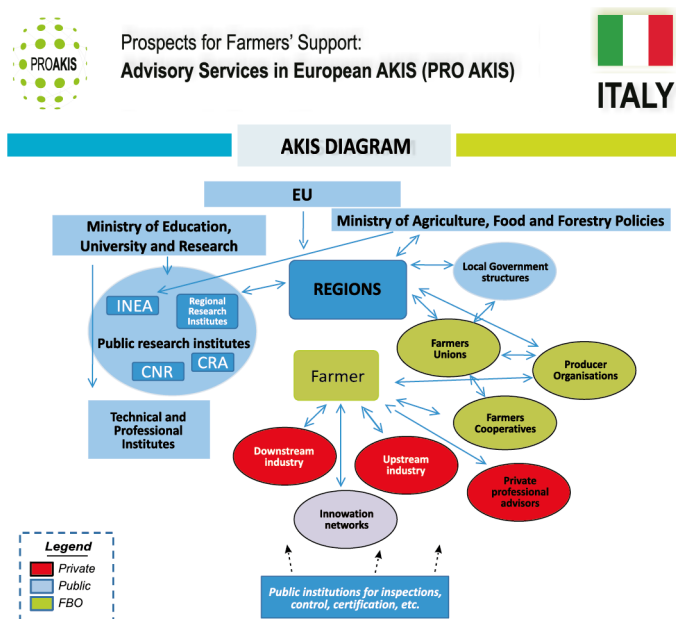 PROAKIS
Prospects for Farmers' Support:
Advisory Services in European AKIS (PRO AKIS)
ITALY
AKIS DIAGRAM
EU
Ministry of Education,
University and Research
Ministry of Agriculture, Food and Forestry Policies
REGIONS
Local Government
structures
INEA
Regional
Research
Institutes
Public research institutes
CNR
CRA
Farmers
Unions
Producer
Organisations
Farmer
Technical and
Professional
Institutes
Farmers
Cooperatives
Downstream
industry
Upstream
industry
Private
professional
advisors
Innowation
networks
Legend
Private
Public
FBO
Public institutions for inspections,
control, certification, etc.